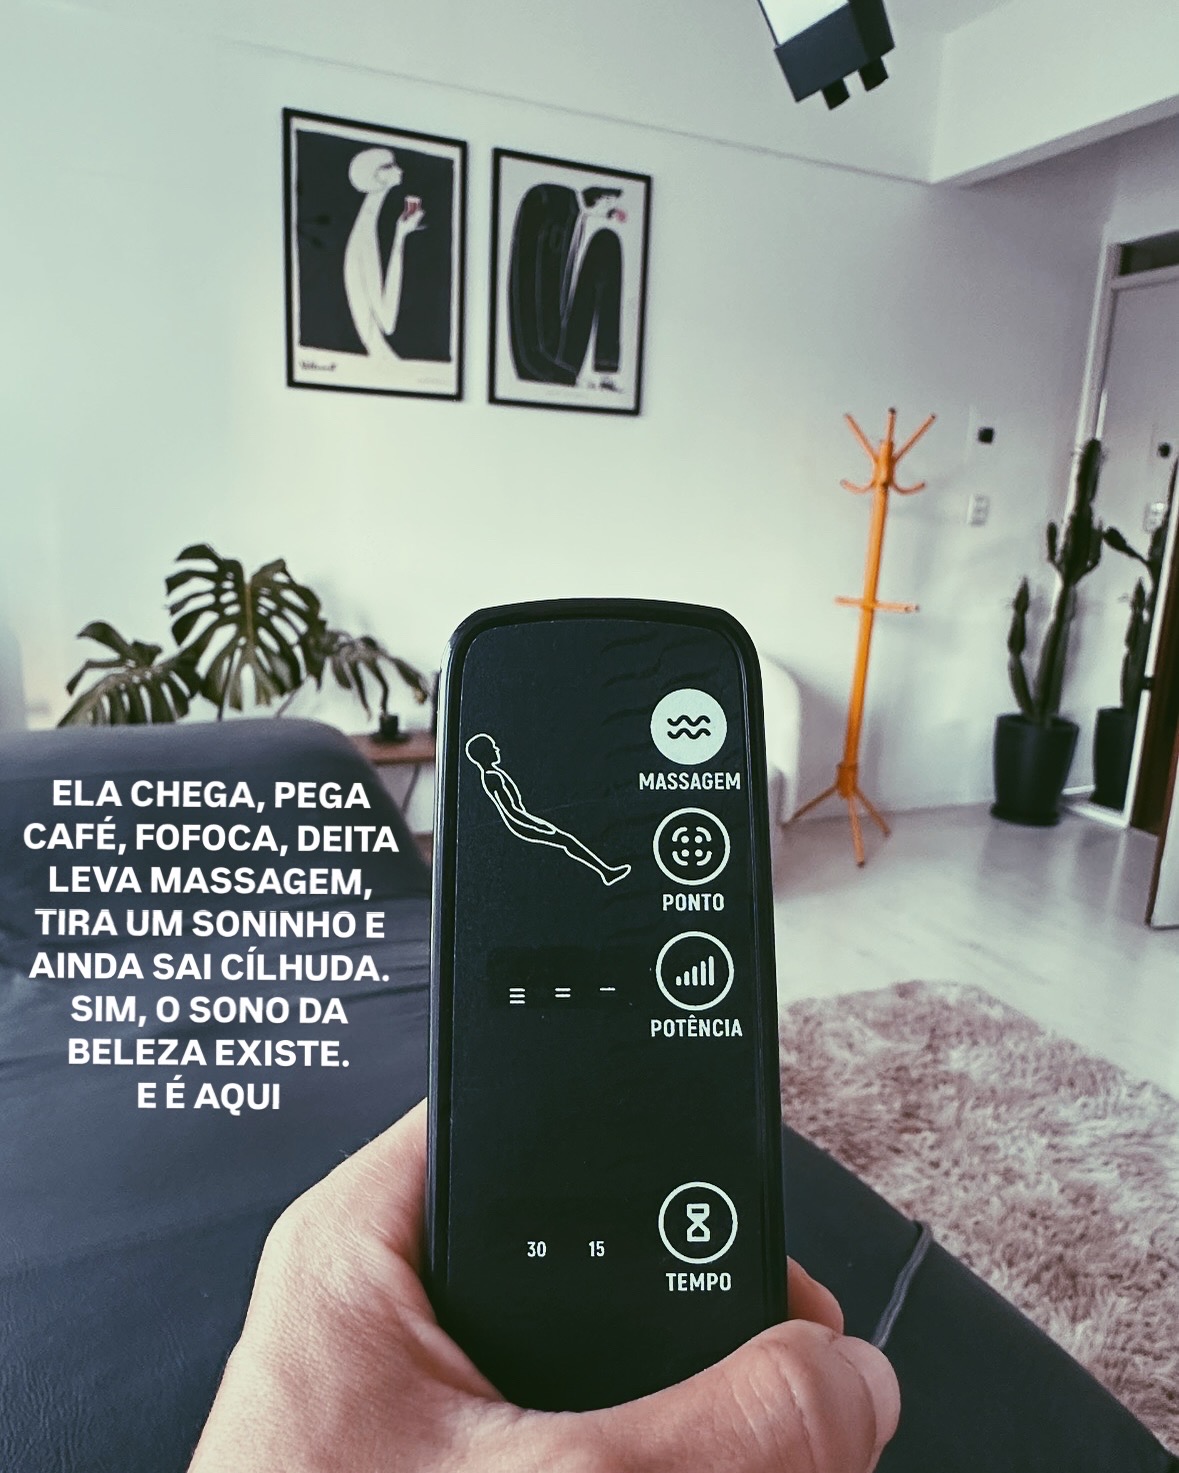 ELA CHEGA, PEGA
CAFÉ, FOFOCA, DEITA
LEVA MASSAGEM,
TIRA UM SONINHO E
AINDA SAI CÍLHUDA.
SIM, O SONO DA
BELEZA EXISTE.
E É AQUI
MASSAGEM
PONTO
POTÊNCIA
30 15
TEMPO